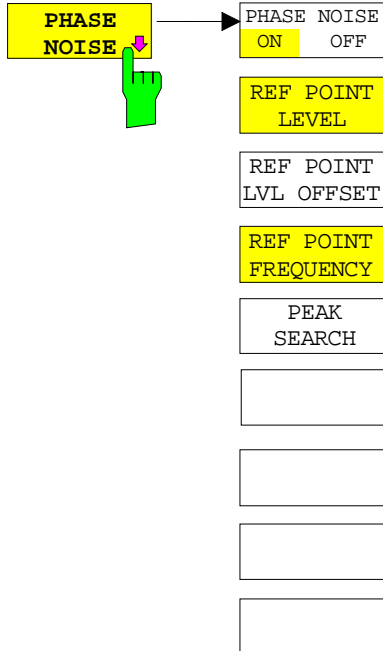 PHASE
NOISE
PHASE NOISE
ON OFF
REF POINT
LEVEL
REF POINT
LVL OFFSET
REF POINT
FREQUENCY
PEAK
SEARCH